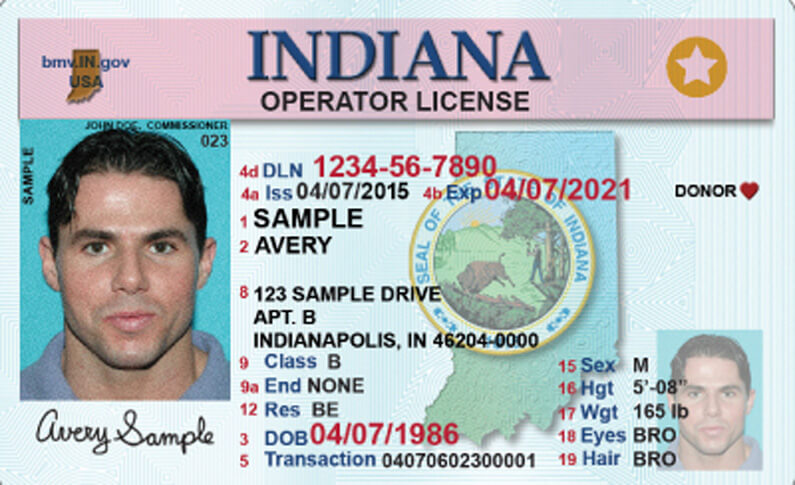 bmv.IN.gov
USA
INDIANA
OPERATOR LICENSE
JOHN DOE, COMMISSIONER
023
SAMPLE
4d DLN 1234-56-7890
4a Iss 04/07/2015 4b Exp 04/07/2021
DONOR
1 SAMPLE
2 AVERY
SEAL OF THE STATE OF INDIANA
8 123 SAMPLE DRIVE
APT. B
INDIANAPOLIS, IN 46204-0000
9 Class B
9a End NONE
12 Res BE
3 DOB 04/07/1986
5 Transaction 04070602300001
15 Sex M
16 Hgt 5'-08"
17 Wgt 165 lb
18 Eyes BRO
19 Hair BRO
Avery Sample